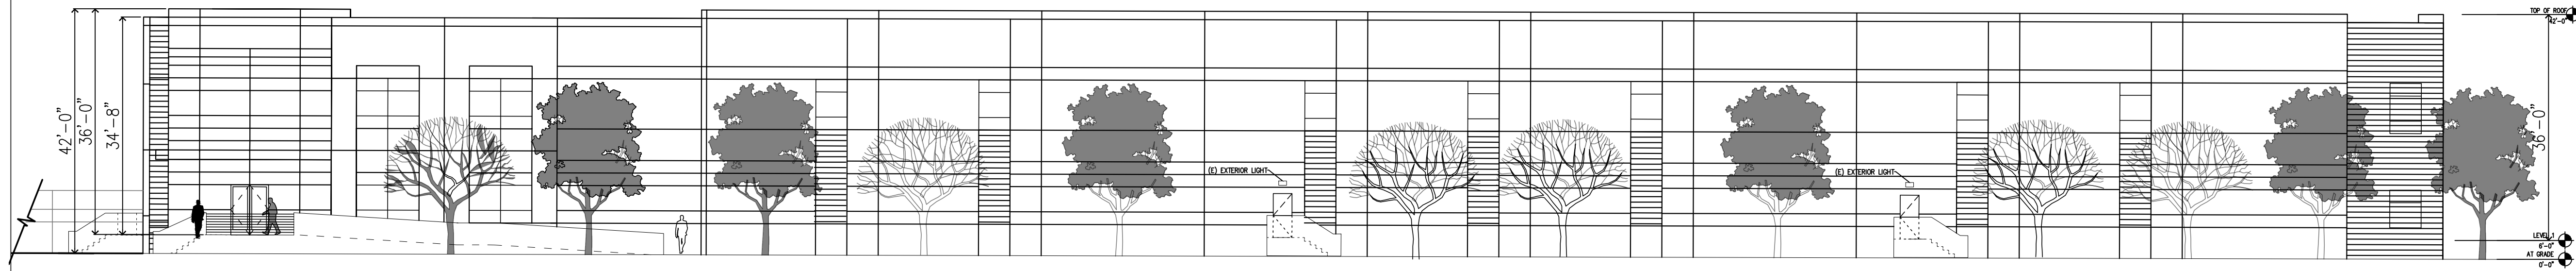 42'-0"
36'-0"
34'-8"
(E) EXTERIOR LIGHT
(E) EXTERIOR LIGHT
TOP OF ROOF
42'-0"
36'-0"
LEVEL 1
6'-0"
AT GRADE
0'-0"